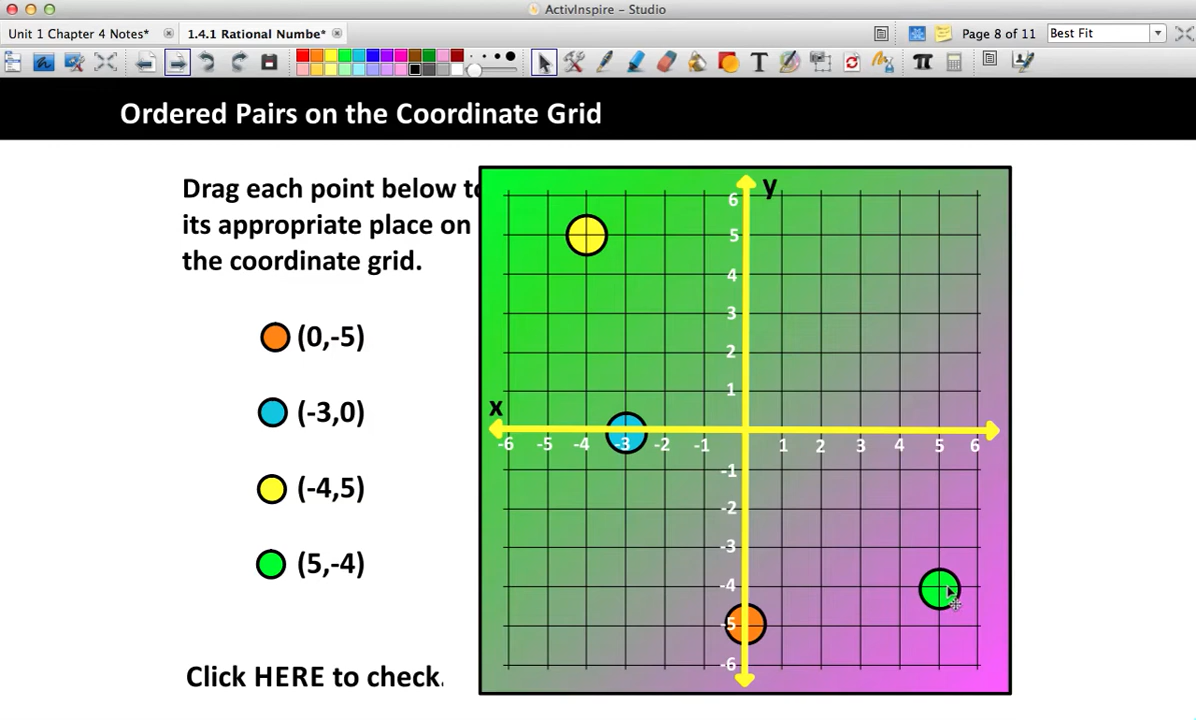 ActivInspire – Studio
Unit 1 Chapter 4 Notes*
1.4.1 Rational Numbe*
Page 8 of 11
Best Fit
T
π
Ordered Pairs on the Coordinate Grid
Drag each point below to
its appropriate place on
the coordinate grid.
(0,-5)
(-3,0)
(-4,5)
(5,-4)
Click HERE to check.
y
6
5
4
3
2
1
x
-6 -5 -4 -3 -2 -1 1 2 3 4 5 6
-1
-2
-3
-4
-5
-6